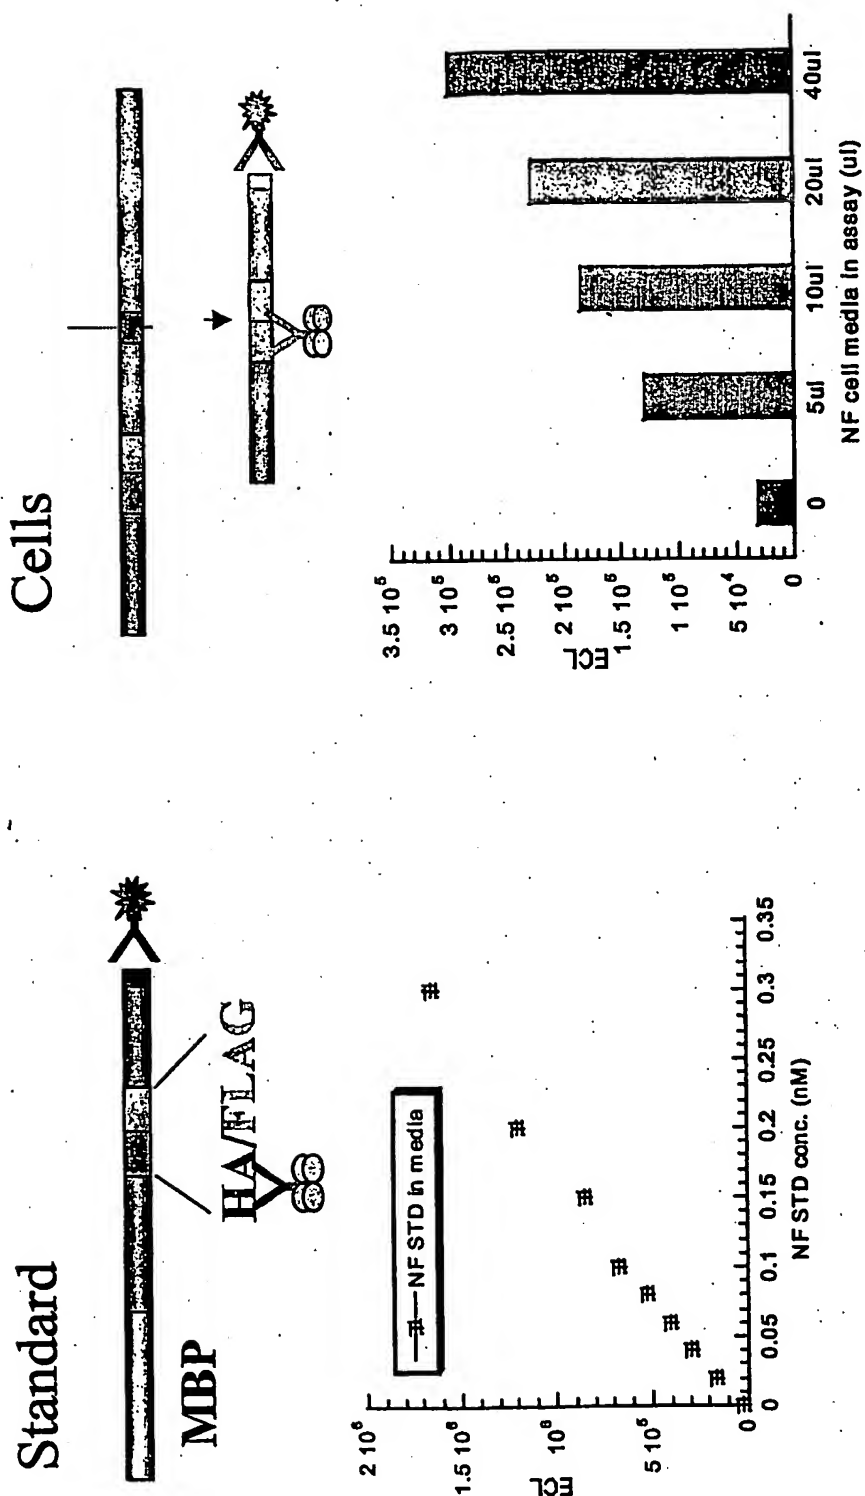 Standard
MBP
HA/FLAG
ECL
2 10⁶
1.5 10⁶
10⁶
5 10⁵
0
NF STD in media
0 0.05 0.1 0.15 0.2 0.25 0.3 0.35
NF STD conc. (nM)
Cells
ECL
3.5 10⁵
3 10⁵
2.5 10⁵
2 10⁵
1.5 10⁵
1 10⁵
5 10⁴
0
0 5ul 10ul 20ul 40ul
NF cell media in assay (ul)